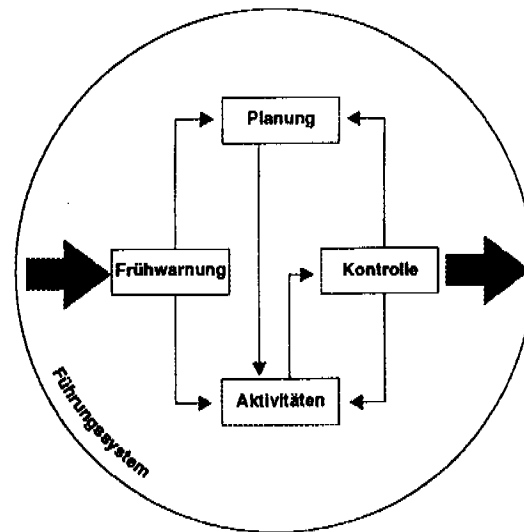 Planung
Frühwarnung
Kontrolle
Aktivitäten
Führungssystem